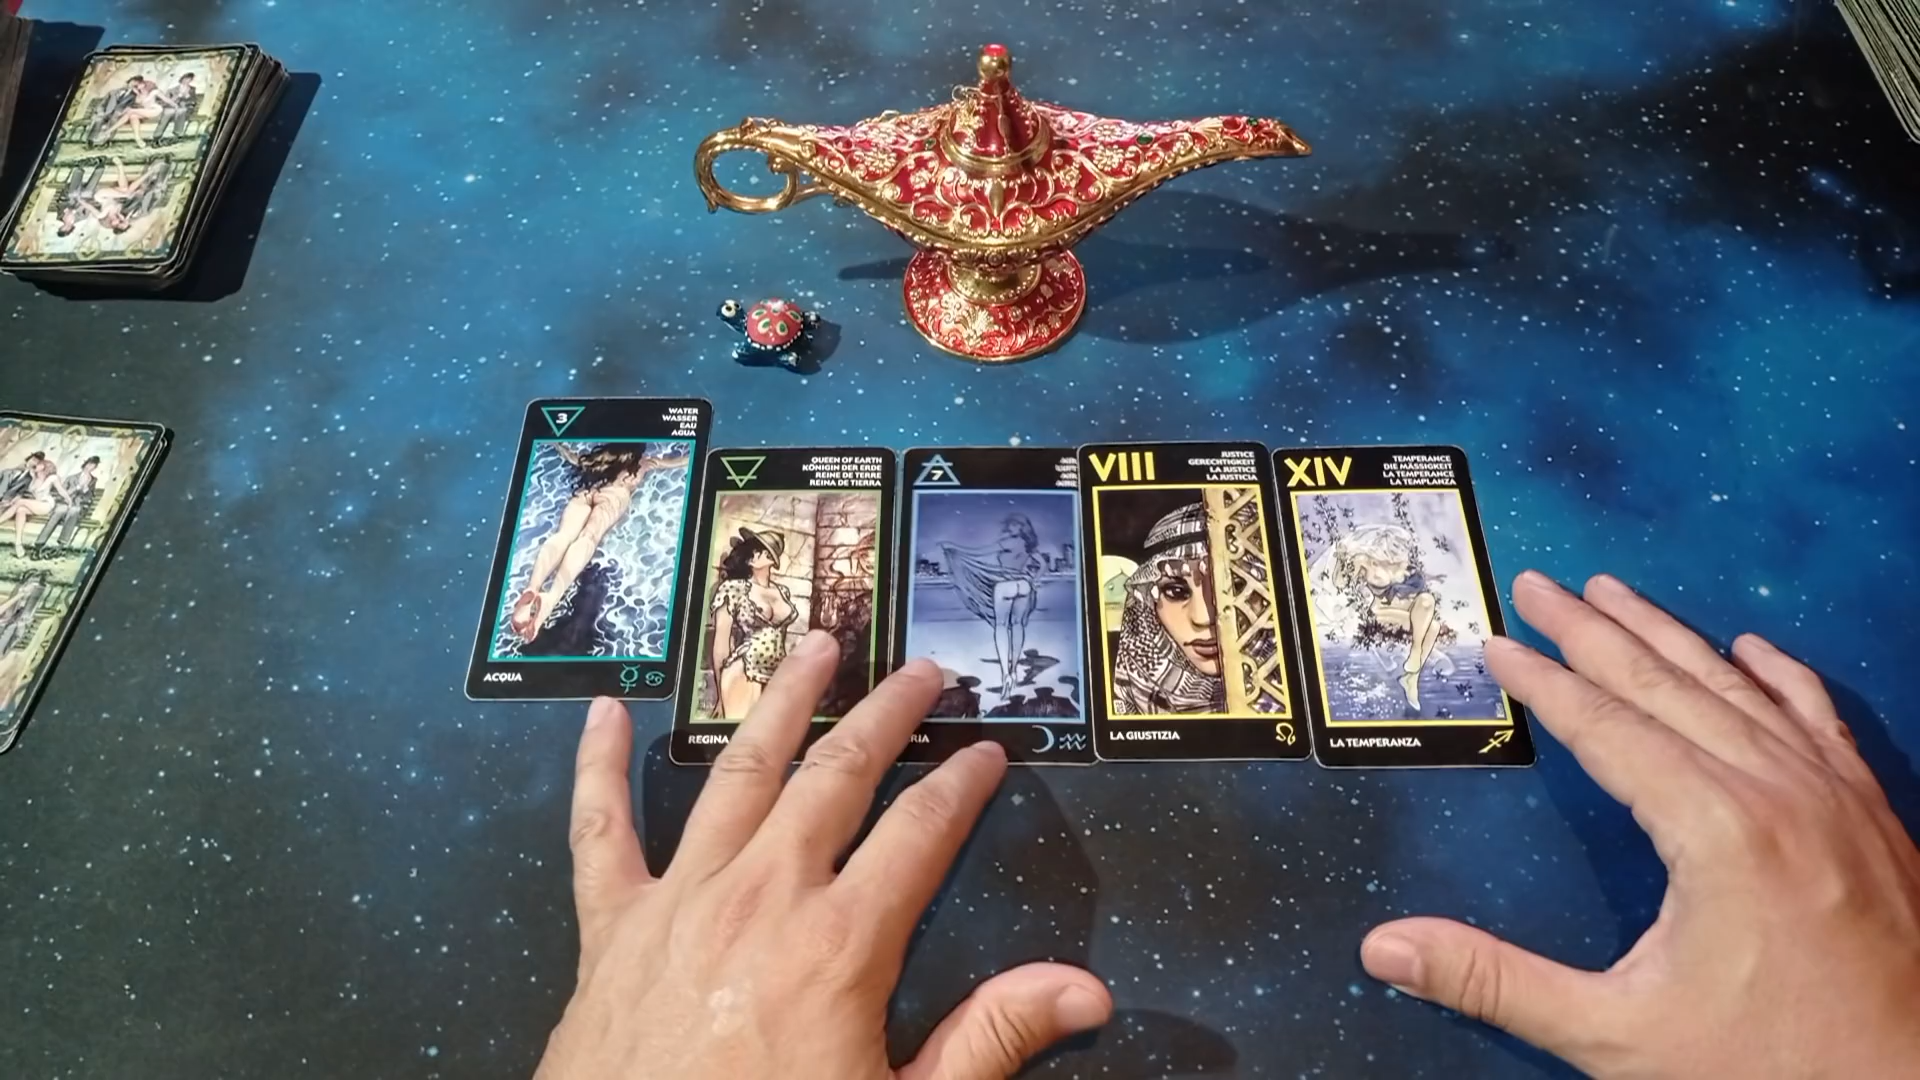 3
WATER
WASSER
EAU
AGUA
ACQUA
QUEEN OF EARTH
KÖNIGIN DER ERDE
REINE DE TERRE
REINA DE TIERRA
REGINA
7
RIA
VIII
JUSTICE
GERECHTIGKEIT
LA JUSTICE
LA JUSTICIA
LA GIUSTIZIA
XIV
TEMPERANCE
DIE MÄSSIGKEIT
LA TEMPERANCE
LA TEMPLANZA
LA TEMPERANZA